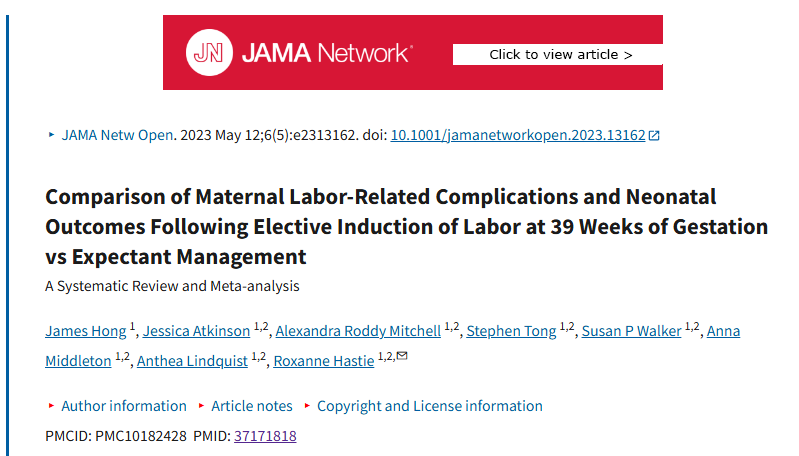 JN JAMA Network®
Click to view article >
JAMA Netw Open. 2023 May 12;6(5):e2313162. doi: 10.1001/jamanetworkopen.2023.13162
Comparison of Maternal Labor-Related Complications and Neonatal
Outcomes Following Elective Induction of Labor at 39 Weeks of Gestation
vs Expectant Management
A Systematic Review and Meta-analysis
James Hong 1, Jessica Atkinson 1,2, Alexandra Roddy Mitchell 1,2, Stephen Tong 1,2, Susan P Walker 1,2, Anna
Middleton 1,2, Anthea Lindquist 1,2, Roxanne Hastie 1,2,✉
Author information Article notes Copyright and License information
PMCID: PMC10182428 PMID: 37171818